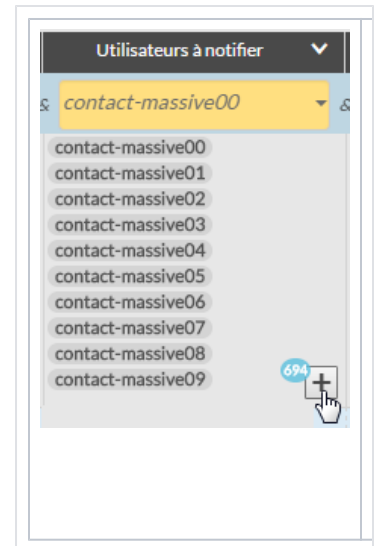 Utilisateurs à notifier
& contact-massive00 &
contact-massive00
contact-massive01
contact-massive02
contact-massive03
contact-massive04
contact-massive05
contact-massive06
contact-massive07
contact-massive08
contact-massive09
694 +